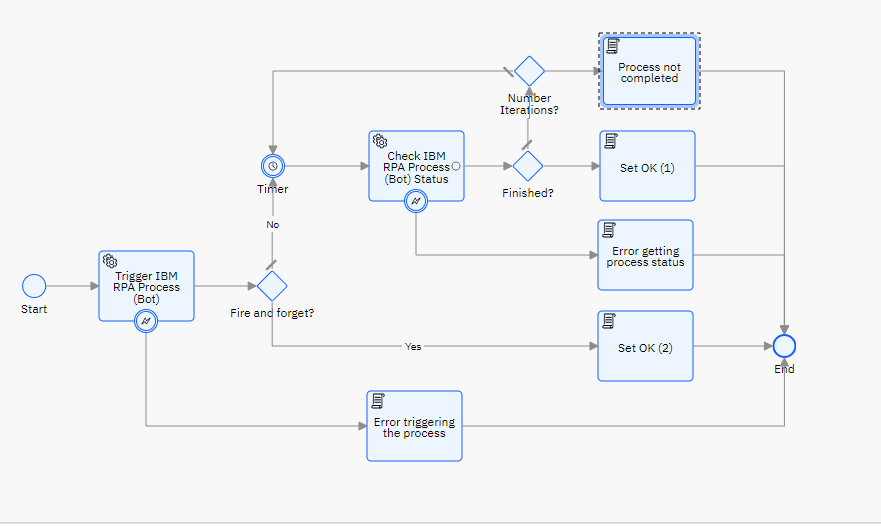 Process not
completed
Number
Iterations?
Check IBM
RPA Process
(Bot) Status
Set OK (1)
Finished?
Timer
No
Error getting
process status
Trigger IBM
RPA Process
(Bot)
Start
Fire and forget?
Yes
Set OK (2)
End
Error triggering
the process